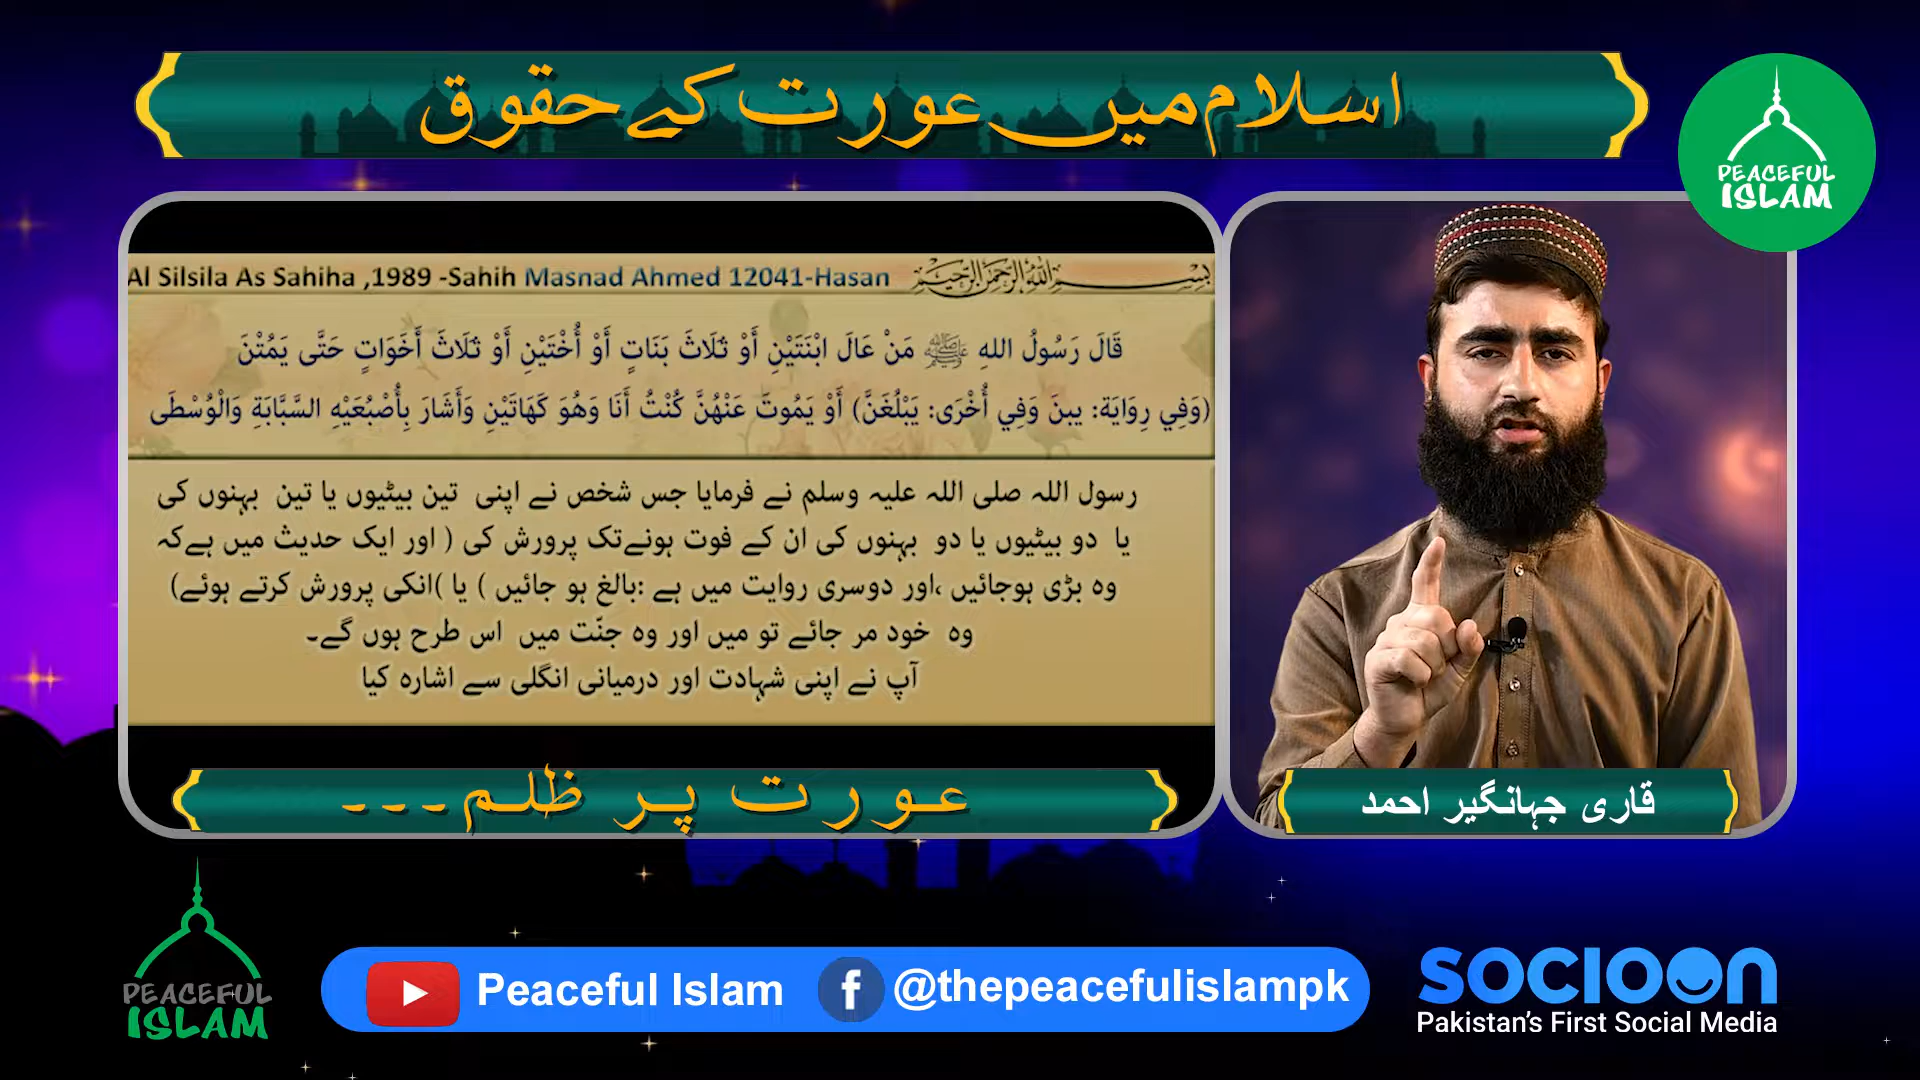 اسلام میں عورت کے حقوق
PEACEFUL
ISLAM
Al Silsila As Sahiha ,1989 -Sahih Masnad Ahmed 12041-Hasan بسم الله الرحمن الرحيم
قَالَ رَسُولُ اللهِ ﷺ مَنْ عَالَ ابْنَتَيْنِ أَوْ ثَلَاثَ بَنَاتٍ أَوْ أُخْتَيْنِ أَوْ ثَلَاثَ أَخَوَاتٍ حَتَّى يَمُتْنَ
(وَفِي رِوَايَة: يبنَ وَفِي أُخْرَى: يَبْلُغَنَّ) أَوْ يَمُوتَ عَنْهُنَّ كُنْتُ أَنَا وَهُوَ كَهَاتَيْنِ وَأَشَارَ بِأُصْبُعَيْهِ السَّبَّابَةِ وَالْوُسْطَى
رسول اللہ صلی اللہ علیہ وسلم نے فرمایا جس شخص نے اپنی تین بیٹیوں یا تین بہنوں کی
یا دو بیٹیوں یا دو بہنوں کی ان کے فوت ہونےتک پرورش کی ( اور ایک حدیث میں ہےکہ
وہ بڑی ہوجائیں ،اور دوسری روایت میں ہے :بالغ ہو جائیں ) یا )انکی پرورش کرتے ہوئے)
وہ خود مر جائے تو میں اور وہ جنّت میں اس طرح ہوں گے۔
آپ نے اپنی شہادت اور درمیانی انگلی سے اشارہ کیا
عورت پر ظلم۔۔۔
قاری جہانگیر احمد
PEACEFUL
ISLAM
Peaceful Islam
@thepeacefulislampk
SOCIOON
Pakistan's First Social Media